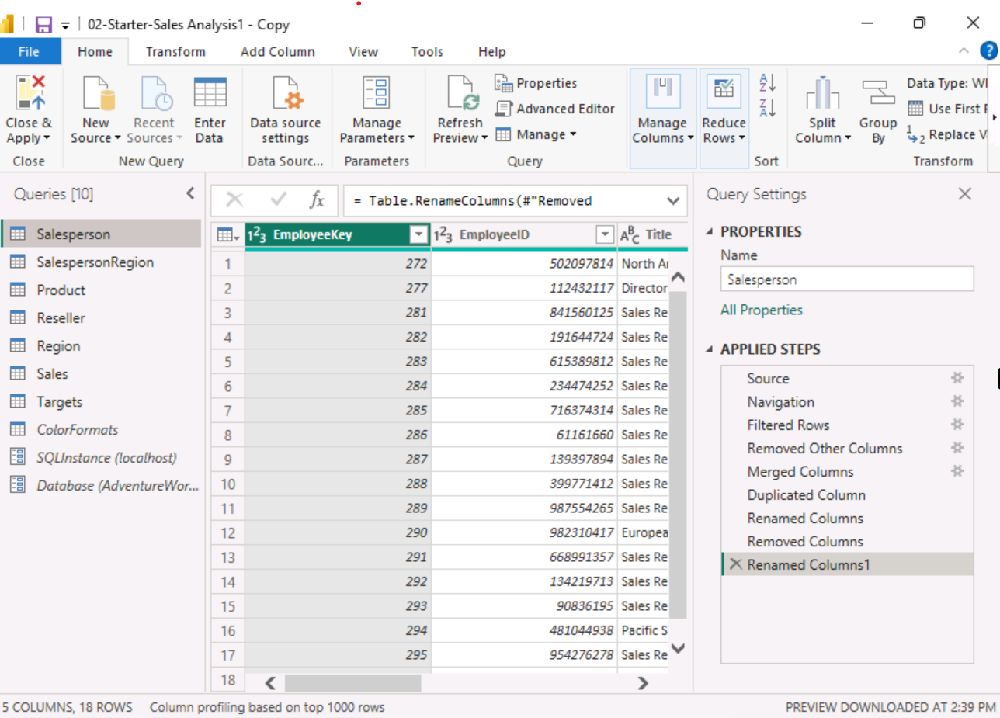 02-Starter-Sales Analysis1 - Copy
File Home Transform Add Column View Tools Help
Close & Apply
New Source
Recent Sources
Enter Data
Data source settings
Manage Parameters
Refresh Preview
Properties
Advanced Editor
Manage
Manage Columns
Reduce Rows
Split Column
Group By
Data Type: W
Use First
Replace V
Close New Query Data Sourc... Parameters Query Sort Transform
Queries [10]
Salesperson
SalespersonRegion
Product
Reseller
Region
Sales
Targets
ColorFormats
SQLInstance (localhost)
Database (AdventureWor...
fx = Table.RenameColumns(#"Removed
123 EmployeeKey 123 EmployeeID ABC Title
1 272 502097814 North A
2 277 112432117 Director
3 281 841560125 Sales Re
4 282 191644724 Sales Re
5 283 615389812 Sales Re
6 284 234474252 Sales Re
7 285 716374314 Sales Re
8 286 61161660 Sales Re
9 287 139397894 Sales Re
10 288 399771412 Sales Re
11 289 987554265 Sales Re
12 290 982310417 Europea
13 291 668991357 Sales Re
14 292 134219713 Sales Re
15 293 90836195 Sales Re
16 294 481044938 Pacific S
17 295 954276278 Sales Re
18
Query Settings
PROPERTIES
Name
Salesperson
All Properties
APPLIED STEPS
Source
Navigation
Filtered Rows
Removed Other Columns
Merged Columns
Duplicated Column
Renamed Columns
Removed Columns
Renamed Columns1
5 COLUMNS, 18 ROWS Column profiling based on top 1000 rows
PREVIEW DOWNLOADED AT 2:39 PM